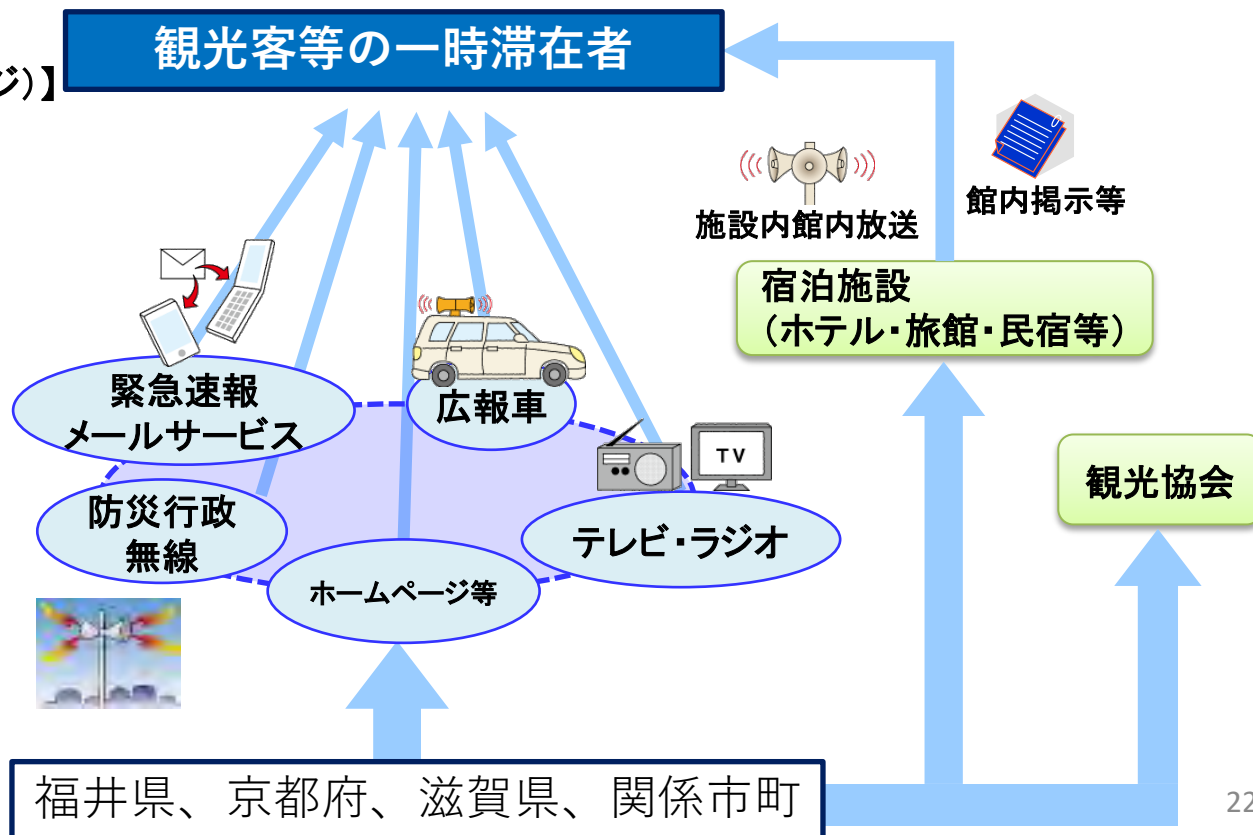 観光客等の一時滞在者
ジ）】
施設内館内放送
館内掲示等
宿泊施設
（ホテル・旅館・民宿等）
緊急速報
メールサービス
広報車
TV
観光協会
防災行政
無線
テレビ・ラジオ
ホームページ等
福井県、京都府、滋賀県、関係市町
22